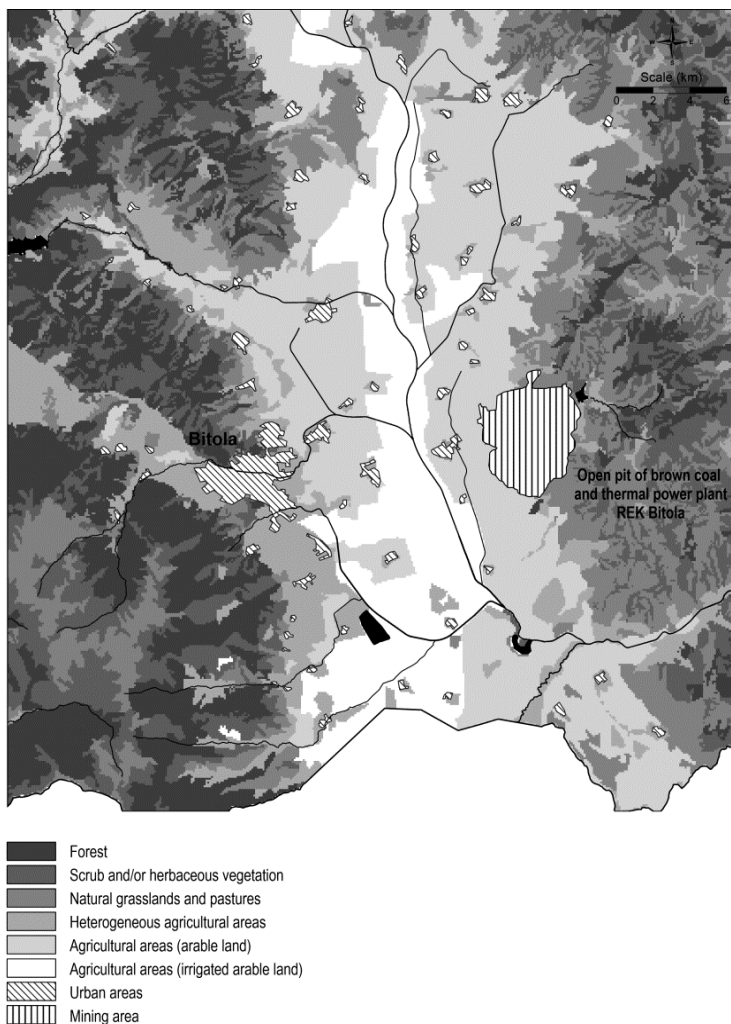 N
W E
S
Scale (km)
0 2 4 6
Bitola
Open pit of brown coal
and thermal power plant
REK Bitola
Forest
Scrub and/or herbaceous vegetation
Natural grasslands and pastures
Heterogeneous agricultural areas
Agricultural areas (arable land)
Agricultural areas (irrigated arable land)
Urban areas
Mining area